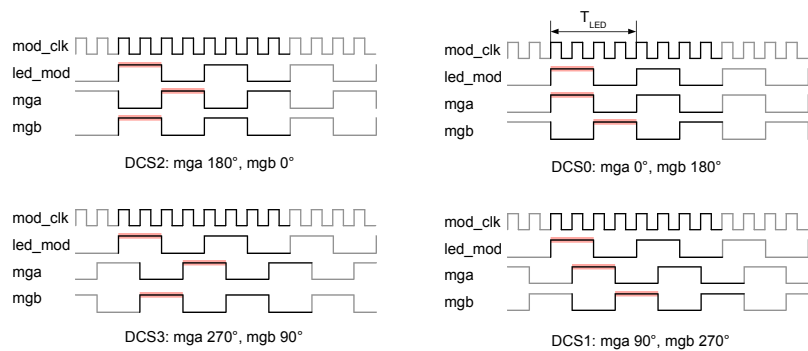 T_LED
mod_clk
led_mod
mga
mgb
DCS2: mga 180°, mgb 0°
mod_clk
led_mod
mga
mgb
DCS0: mga 0°, mgb 180°
mod_clk
led_mod
mga
mgb
DCS3: mga 270°, mgb 90°
mod_clk
led_mod
mga
mgb
DCS1: mga 90°, mgb 270°